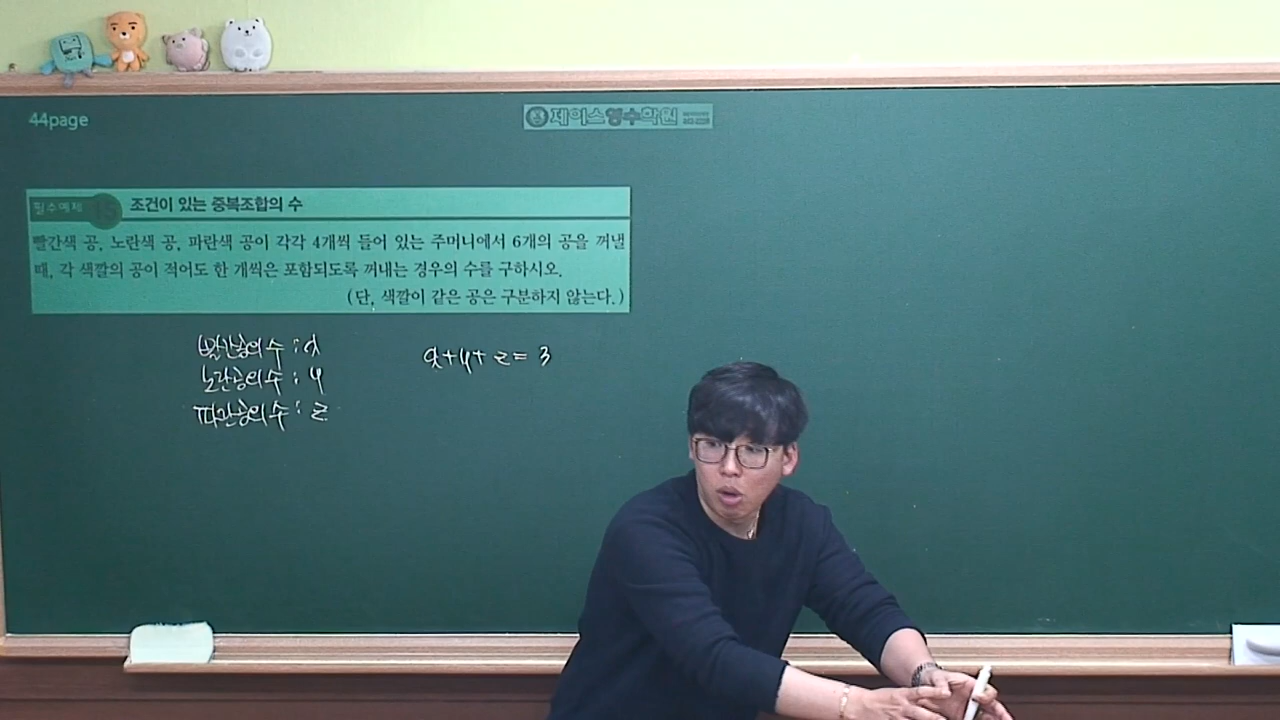 44page
제이스영수학원
필수예제 15 조건이 있는 중복조합의 수
빨간색 공, 노란색 공, 파란색 공이 각각 4개씩 들어 있는 주머니에서 6개의 공을 꺼낼
때, 각 색깔의 공이 적어도 한 개씩은 포함되도록 꺼내는 경우의 수를 구하시오.
(단, 색깔이 같은 공은 구분하지 않는다.)
빨간공의 수 : x
노란공의 수 : y
파란공의 수 : z
x+y+z=3